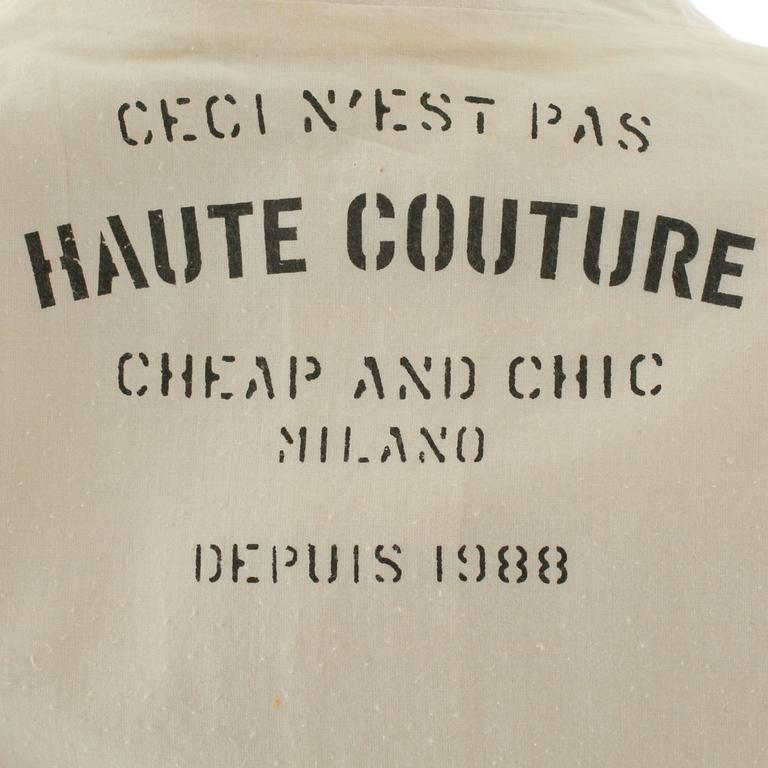 CECI N'EST PAS
HAUTE COUTURE
CHEAP AND CHIC
MILANO
DEPUIS 1988